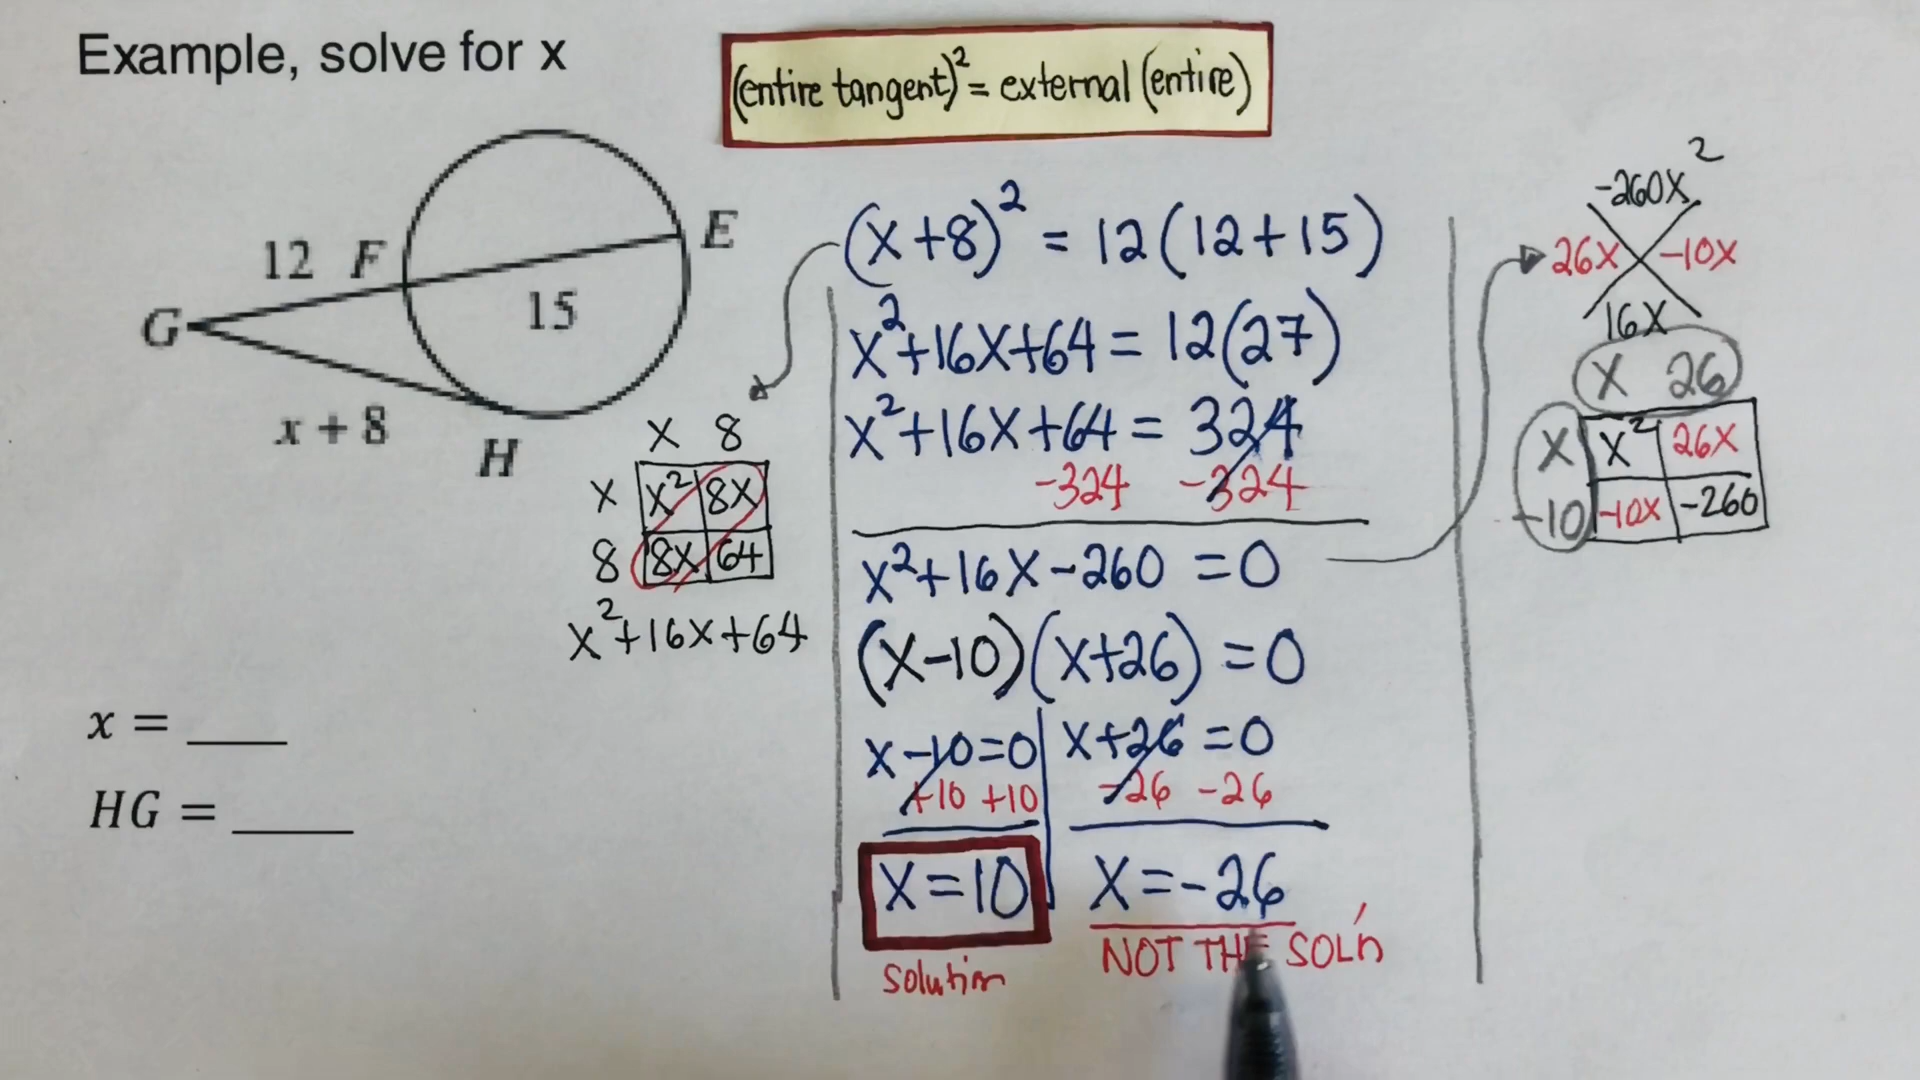 Example, solve for x
(entire tangent)² = external (entire)
12 F E
G 15
x + 8
H
x = ____
HG = _____
x 8
x x² 8x
8 8x 64
x²+16x+64
(x+8)² = 12(12+15)
x²+16x+64 = 12(27)
x²+16x+64 = 324
-324 -324
x²+16x-260 = 0
(x-10)(x+26) = 0
x-10=0 x+26=0
+10 +10 -26 -26
x=10 x=-26
solution NOT THE SOL'n
-260x²
26x -10x
16x
x 26
x x² 26x
-10 -10x -260